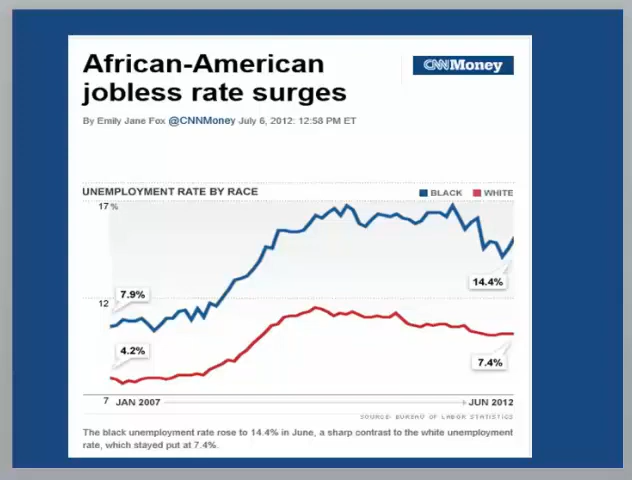 African-American
jobless rate surges
CNNMoney
By Emily Jane Fox @CNNMoney July 6, 2012: 12:58 PM ET
UNEMPLOYMENT RATE BY RACE
BLACK WHITE
17 %
7.9%
12
14.4%
4.2%
7.4%
7 JAN 2007 JUN 2012
SOURCE: BUREAU OF LABOR STATISTICS
The black unemployment rate rose to 14.4% in June, a sharp contrast to the white unemployment
rate, which stayed put at 7.4%.